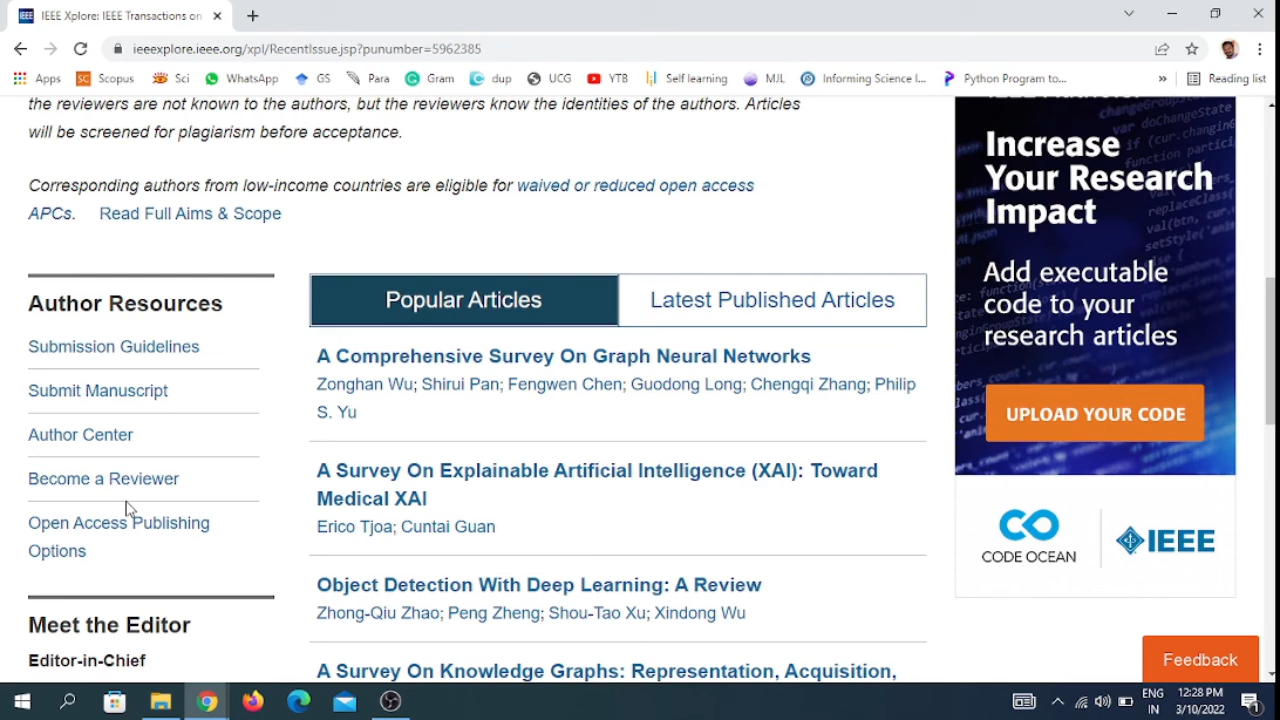 IEEE Xplore: IEEE Transactions on
ieeexplore.ieee.org/xpl/RecentIssue.jsp?punumber=5962385
Apps Scopus Sci WhatsApp GS Para Gram dup UCG YTB Self learning MJL Informing Science I... Python Program to... » Reading list
the reviewers are not known to the authors, but the reviewers know the identities of the authors. Articles
will be screened for plagiarism before acceptance.
Corresponding authors from low-income countries are eligible for waived or reduced open access
APCs. Read Full Aims & Scope
Author Resources
Submission Guidelines
Submit Manuscript
Author Center
Become a Reviewer
Open Access Publishing
Options
Meet the Editor
Editor-in-Chief
Popular Articles
Latest Published Articles
A Comprehensive Survey On Graph Neural Networks
Zonghan Wu; Shirui Pan; Fengwen Chen; Guodong Long; Chengqi Zhang; Philip
S. Yu
A Survey On Explainable Artificial Intelligence (XAI): Toward
Medical XAI
Erico Tjoa; Cuntai Guan
Object Detection With Deep Learning: A Review
Zhong-Qiu Zhao; Peng Zheng; Shou-Tao Xu; Xindong Wu
A Survey On Knowledge Graphs: Representation, Acquisition,
Increase
Your Research
Impact
Add executable
code to your
research articles
UPLOAD YOUR CODE
CODE OCEAN
IEEE
Feedback
ENG
IN
12:28 PM
3/10/2022